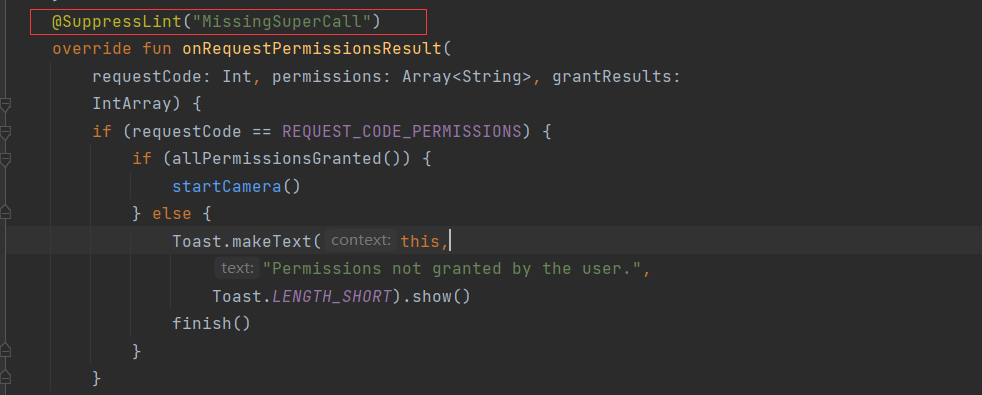 @SuppressLint("MissingSuperCall")
override fun onRequestPermissionsResult(
requestCode: Int, permissions: Array<String>, grantResults:
IntArray) {
if (requestCode == REQUEST_CODE_PERMISSIONS) {
if (allPermissionsGranted()) {
startCamera()
} else {
Toast.makeText( context: this,
text: "Permissions not granted by the user.",
Toast.LENGTH_SHORT).show()
finish()
}
}